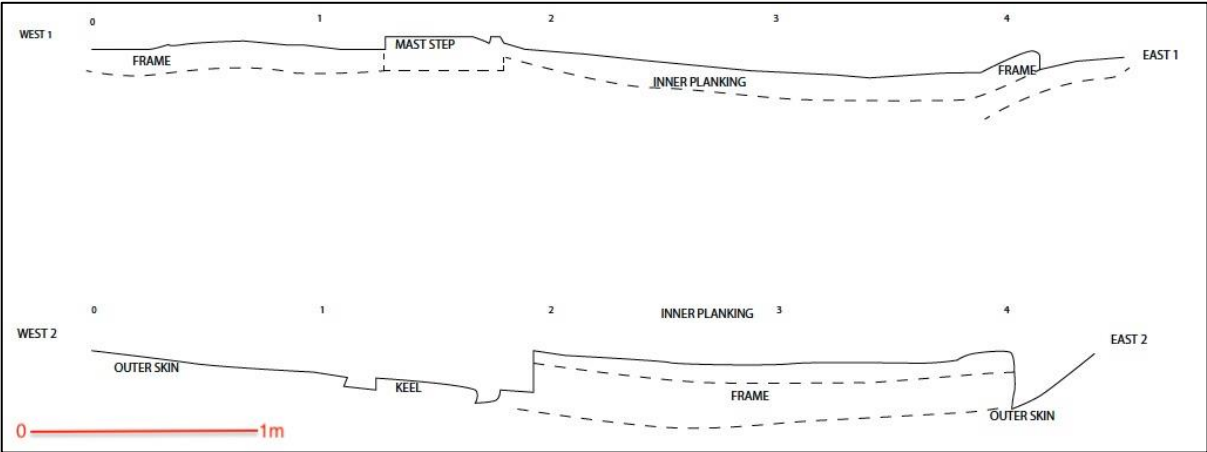 0 1 2 3 4
WEST 1
MAST STEP
FRAME
EAST 1
FRAME
INNER PLANKING
0 1 2 INNER PLANKING 3 4
WEST 2
EAST 2
OUTER SKIN
KEEL
FRAME
OUTER SKIN
0 1m